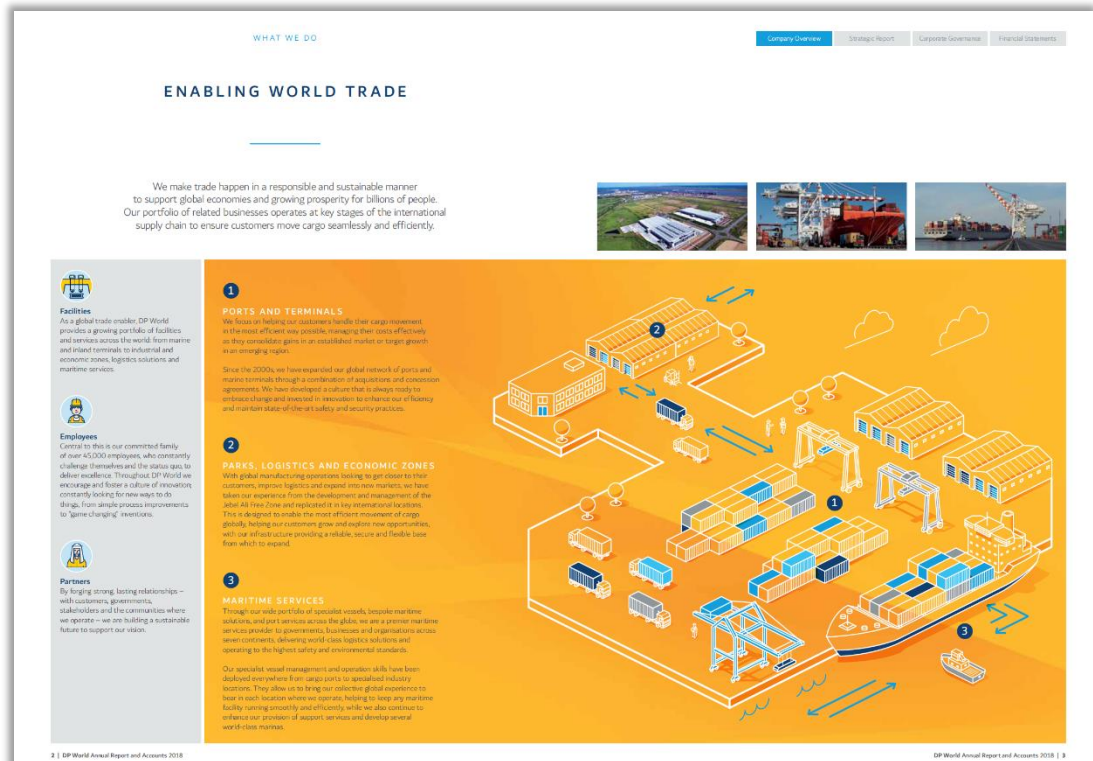 WHAT WE DO
Company Overview
Strategic Report
Corporate Governance
Financial Statements
ENABLING WORLD TRADE
We make trade happen in a responsible and sustainable manner
to support global economies and growing prosperity for billions of people.
Our portfolio of related businesses operates at key stages of the international
supply chain to ensure customers move cargo seamlessly and efficiently.
Facilities
As a global trade enabler, DP World
provides a growing portfolio of facilities
and services across the world: from marine
and inland terminals to industrial and
economic zones, logistics solutions and
maritime services.
Employees
Central to this is our committed family
of over 45,000 employees, who constantly
challenge themselves and the status quo, to
deliver excellence. Throughout DP World we
encourage and foster a culture of innovation;
constantly looking for new ways to do
things, from simple process improvements
to "game changing" inventions.
Partners
By forging strong, lasting relationships –
with customers, governments,
stakeholders and the communities where
we operate – we are building a sustainable
future to support our vision.
1
PORTS AND TERMINALS
We focus on helping our customers handle their cargo movement
in the most efficient way possible, managing their costs effectively
as they consolidate gains in an established market or target growth
in an emerging region.
Since the 2000s, we have expanded our global network of ports and
marine terminals through a combination of acquisitions and concession
agreements. We have developed a culture that is always ready to
embrace change and invested in innovation to enhance our efficiency
and maintain state-of-the-art safety and security practices.
2
PARKS, LOGISTICS AND ECONOMIC ZONES
With global manufacturing operations looking to get closer to their
customers, improve logistics and expand into new markets, we have
taken our experience from the development and management of the
Jebel Ali Free Zone and replicated it in key international locations.
This is designed to enable the most efficient movement of cargo
globally, helping our customers grow and explore new opportunities,
with our infrastructure providing a reliable, secure and flexible base
from which to expand.
3
MARITIME SERVICES
Through our wide portfolio of specialist vessels, bespoke maritime
solutions, and port services across the globe, we are a premier maritime
services provider to governments, businesses and organisations across
seven continents, delivering world-class logistics solutions and
operating to the highest safety and environmental standards.
Our specialist vessel management and operation skills have been
deployed everywhere from cargo ports to specialised industry
locations. They allow us to bring our collective global experience to
bear in each location where we operate, helping to keep any maritime
facility running smoothly and efficiently, while we also continue to
enhance our provision of support services and develop several
world-class marinas.
2
1
3
2 | DP World Annual Report and Accounts 2018
DP World Annual Report and Accounts 2018 | 3